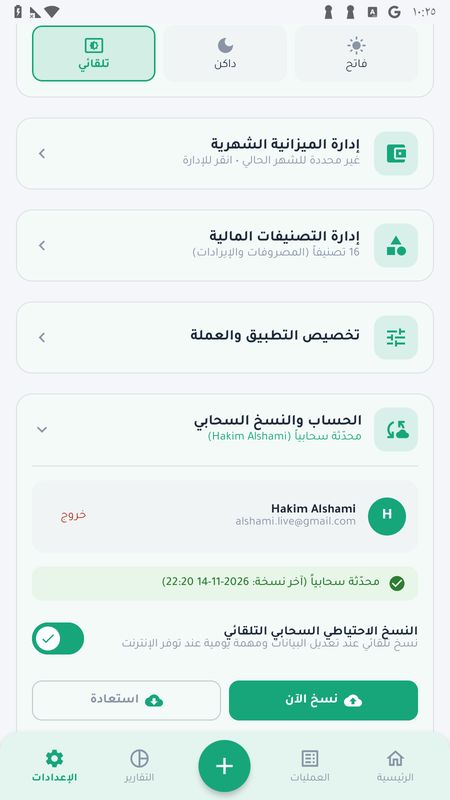 ١٠:٢٥
فاتح
داكن
تلقائي
إدارة الميزانية الشهرية
غير محددة للشهر الحالي • انقر للإدارة
إدارة التصنيفات المالية
16 تصنيفاً (المصروفات والإيرادات)
تخصيص التطبيق والعملة
الحساب والنسخ السحابي
محدّثة سحابياً (Hakim Alshami)
H
Hakim Alshami
alshami.live@gmail.com
خروج
محدّثة سحابياً (آخر نسخة: 2026-11-14 22:20)
النسخ الاحتياطي السحابي التلقائي
نسخ تلقائي عند تعديل البيانات ومهمة يومية عند توفر الإنترنت
نسخ الآن
استعادة
الرئيسية
العمليات
التقارير
الإعدادات